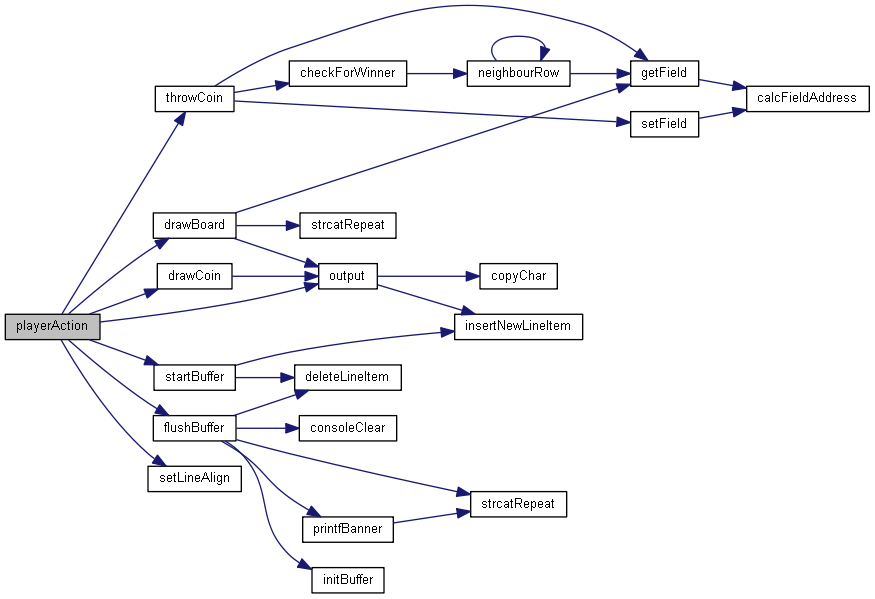 checkForWinner
neighbourRow
getField
throwCoin
calcFieldAddress
setField
drawBoard
strcatRepeat
drawCoin
output
copyChar
playerAction
insertNewLineItem
startBuffer
deleteLineItem
flushBuffer
consoleClear
setLineAlign
strcatRepeat
printfBanner
initBuffer